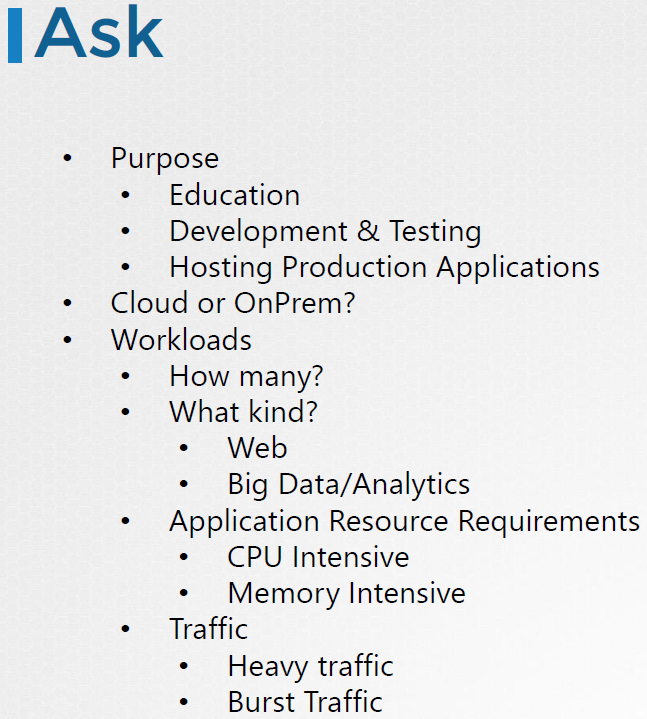 Ask
• Purpose
• Education
• Development & Testing
• Hosting Production Applications
• Cloud or OnPrem?
• Workloads
• How many?
• What kind?
• Web
• Big Data/Analytics
• Application Resource Requirements
• CPU Intensive
• Memory Intensive
• Traffic
• Heavy traffic
• Burst Traffic